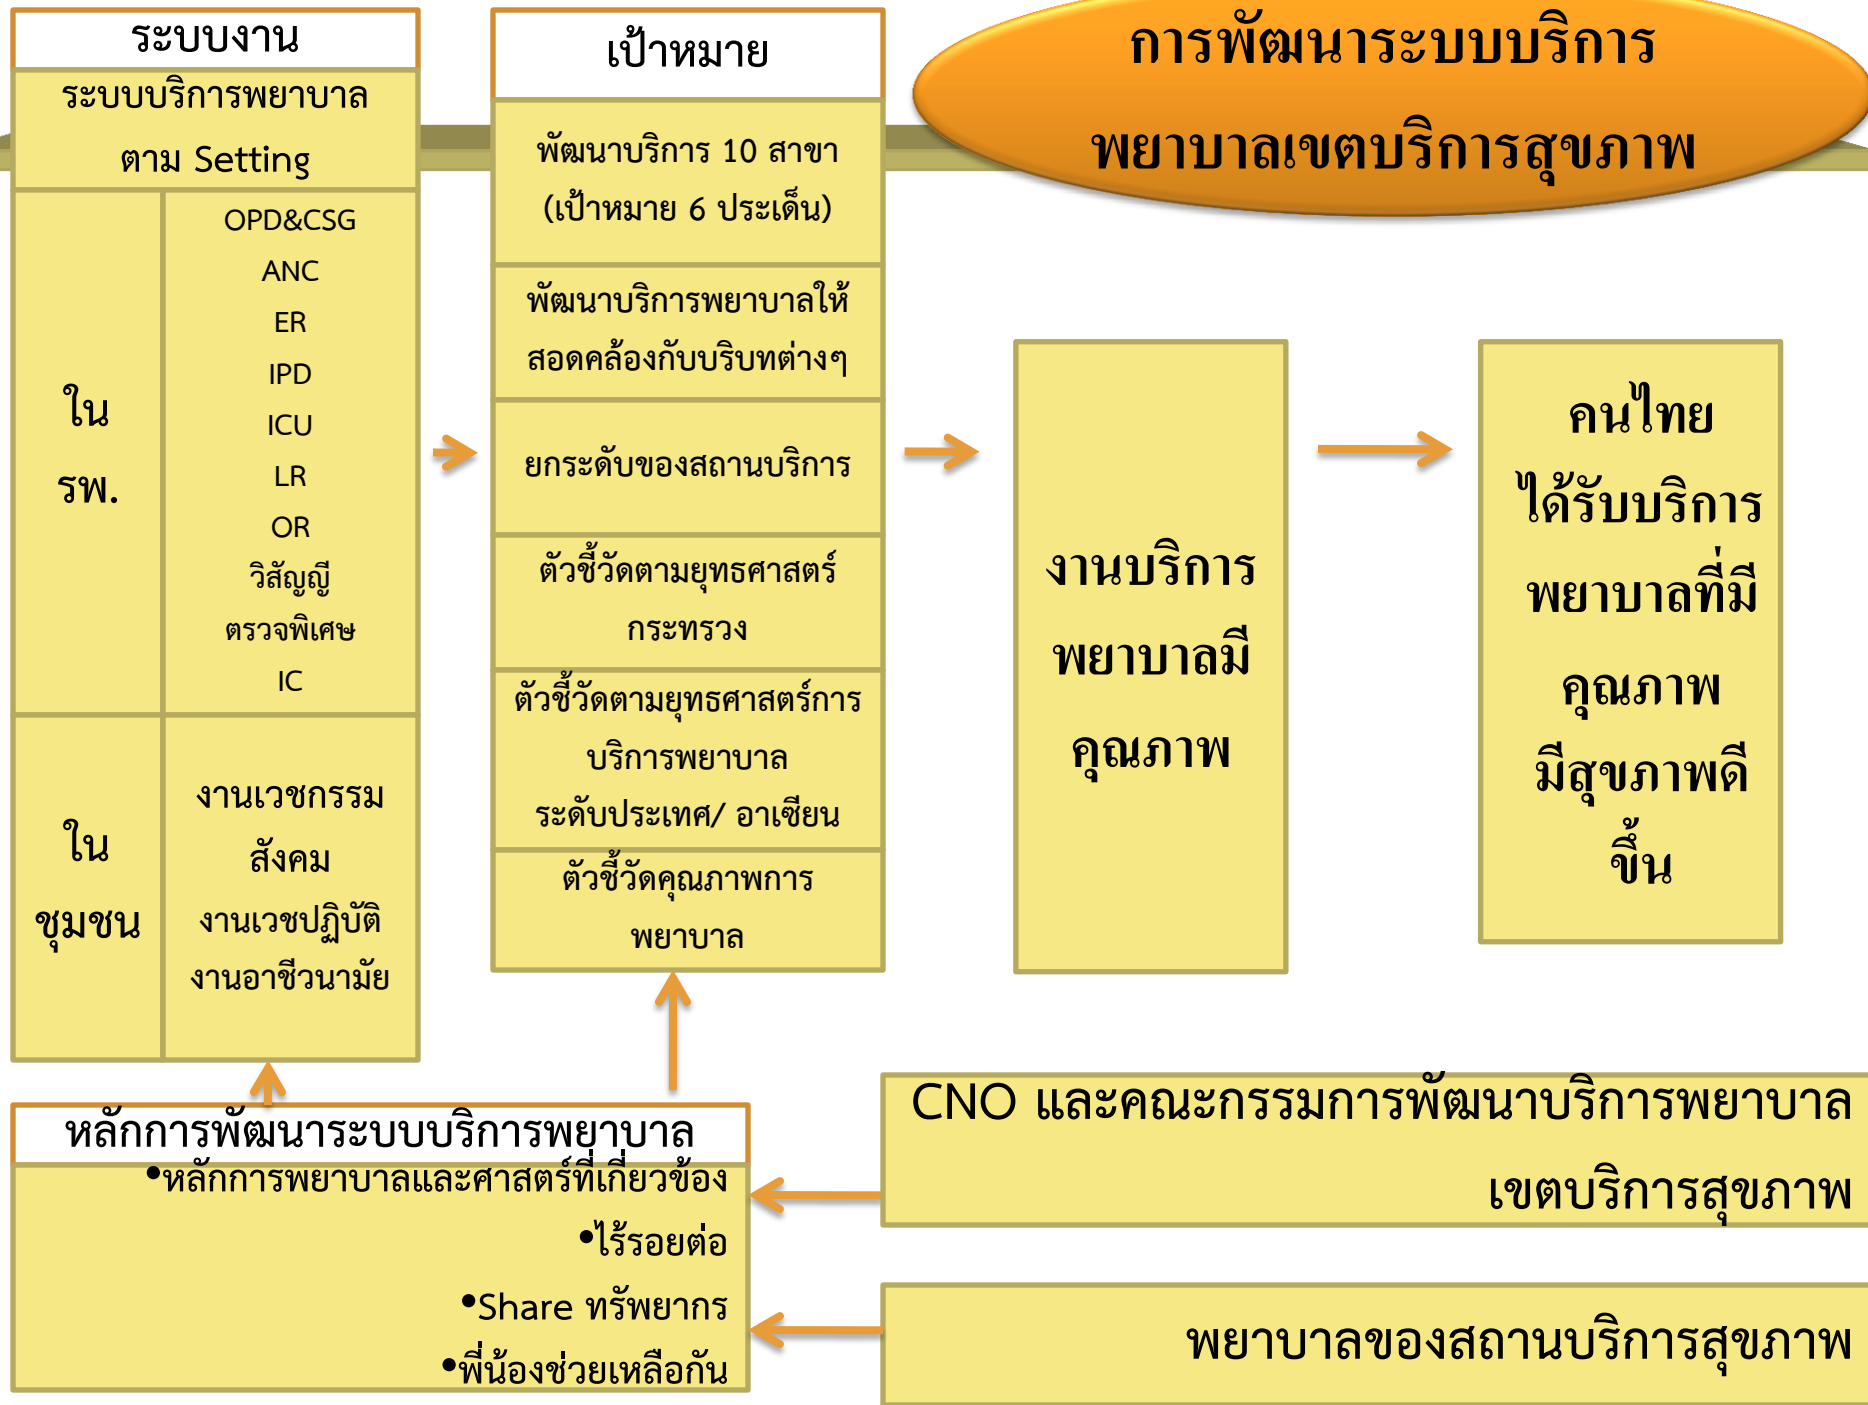 การพัฒนาระบบบริการ
พยาบาลเขตบริการสุขภาพ
ระบบงาน
ระบบบริการพยาบาล
ตาม Setting
ใน
รพ.
OPD&CSG
ANC
ER
IPD
ICU
LR
OR
วิสัญญี
ตรวจพิเศษ
IC
ใน
ชุมชน
งานเวชกรรม
สังคม
งานเวชปฏิบัติ
งานอาชีวนามัย
เป้าหมาย
พัฒนาบริการ 10 สาขา
(เป้าหมาย 6 ประเด็น)
พัฒนาบริการพยาบาลให้
สอดคล้องกับบริบทต่างๆ
ยกระดับของสถานบริการ
ตัวชี้วัดตามยุทธศาสตร์
กระทรวง
ตัวชี้วัดตามยุทธศาสตร์การ
บริการพยาบาล
ระดับประเทศ/ อาเซียน
ตัวชี้วัดคุณภาพการ
พยาบาล
งานบริการ
พยาบาลมี
คุณภาพ
คนไทย
ได้รับบริการ
พยาบาลที่มี
คุณภาพ
มีสุขภาพดี
ขึ้น
หลักการพัฒนาระบบบริการพยาบาล
•หลักการพยาบาลและศาสตร์ที่เกี่ยวข้อง
•ไร้รอยต่อ
•Share ทรัพยากร
•พี่น้องช่วยเหลือกัน
CNO และคณะกรรมการพัฒนาบริการพยาบาล
เขตบริการสุขภาพ
พยาบาลของสถานบริการสุขภาพ